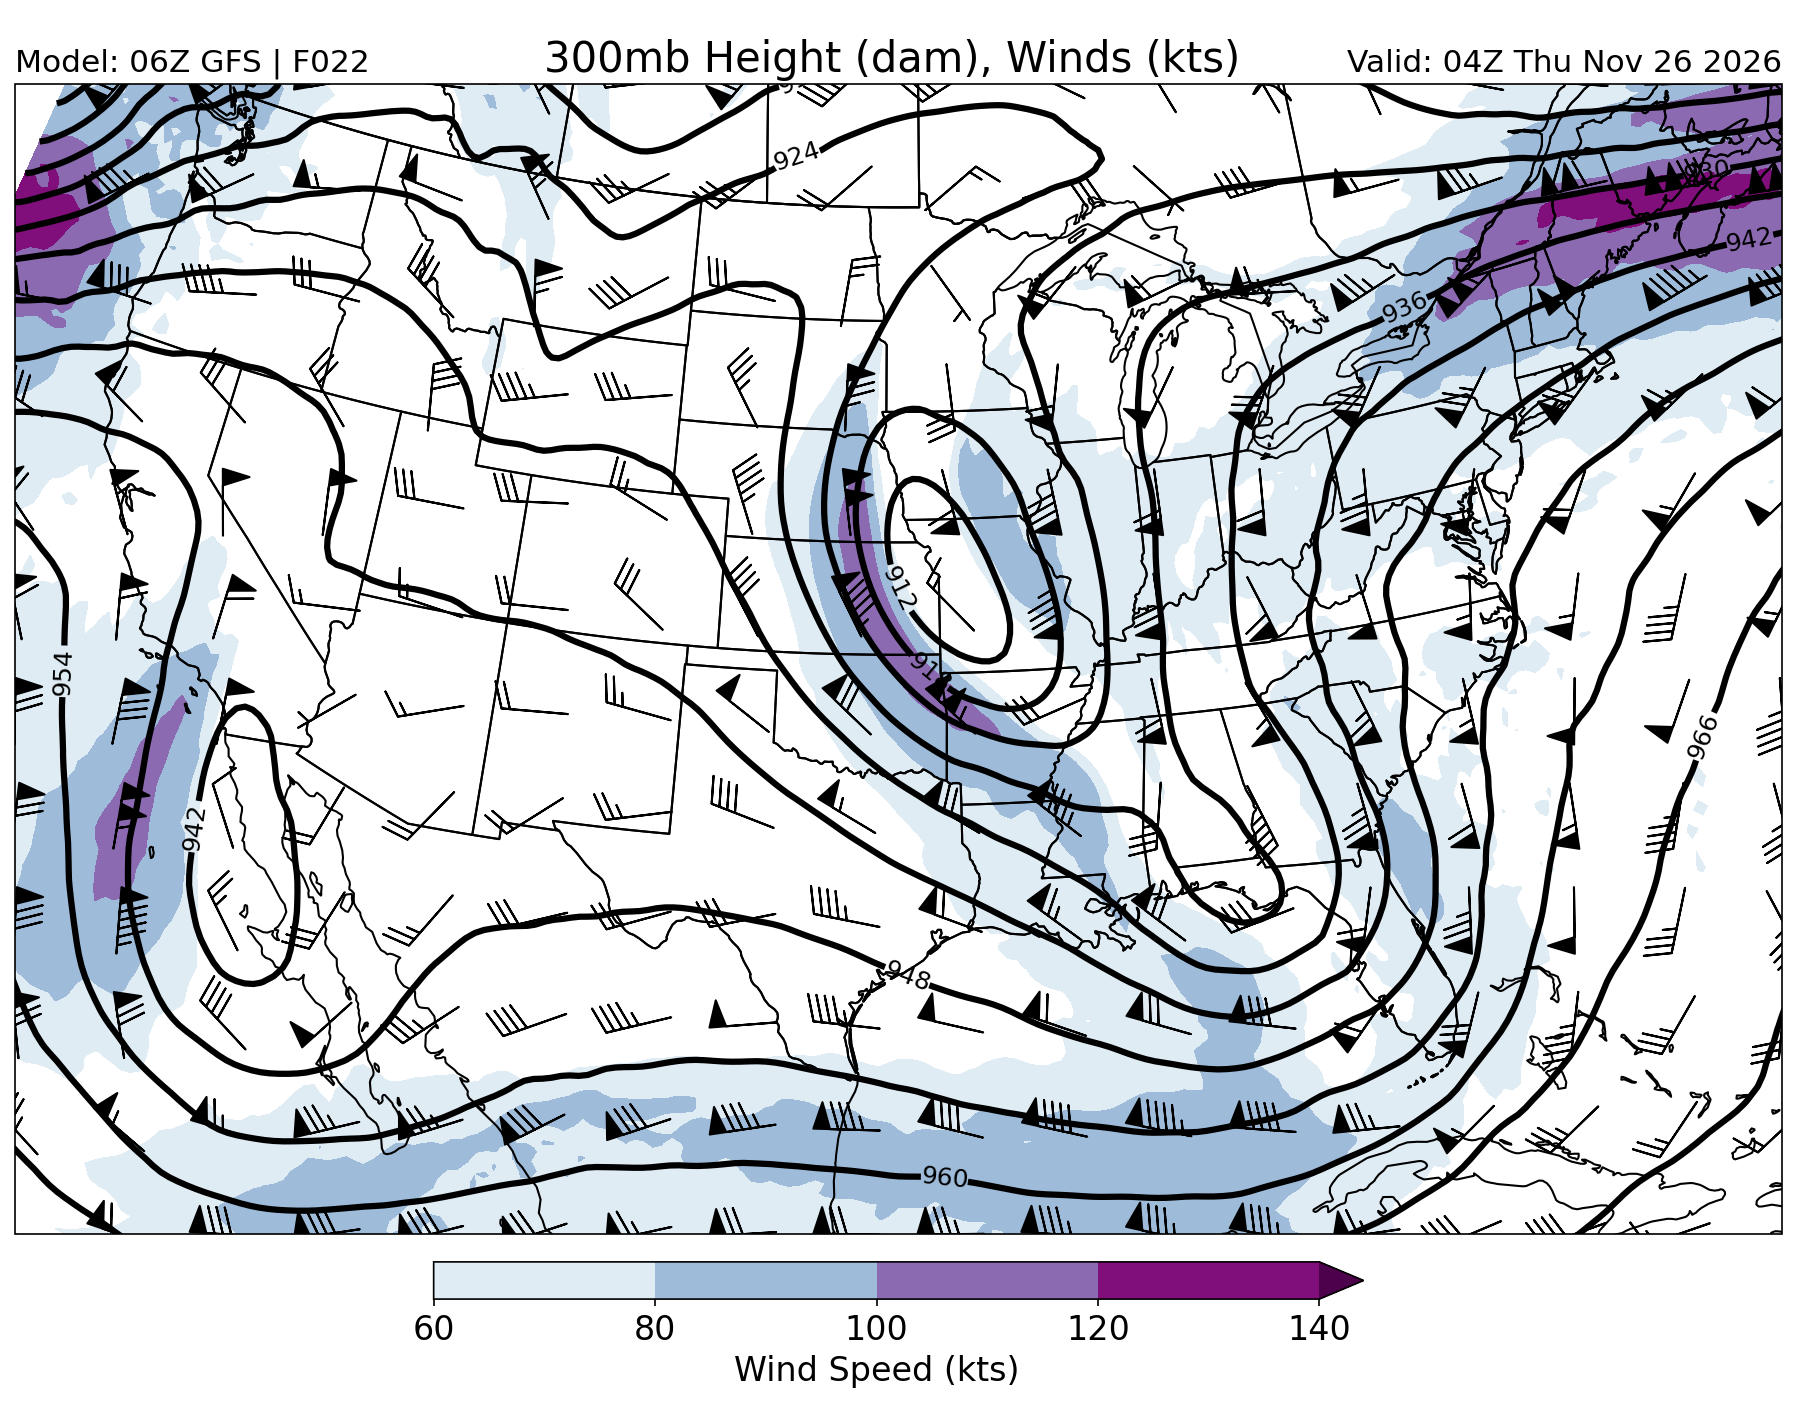 Model: 06Z GFS | F022
300mb Height (dam), Winds (kts)
Valid: 04Z Thu Nov 26 2026
924
930
942
936
912
954
966
942
948
960
60 80 100 120 140
Wind Speed (kts)